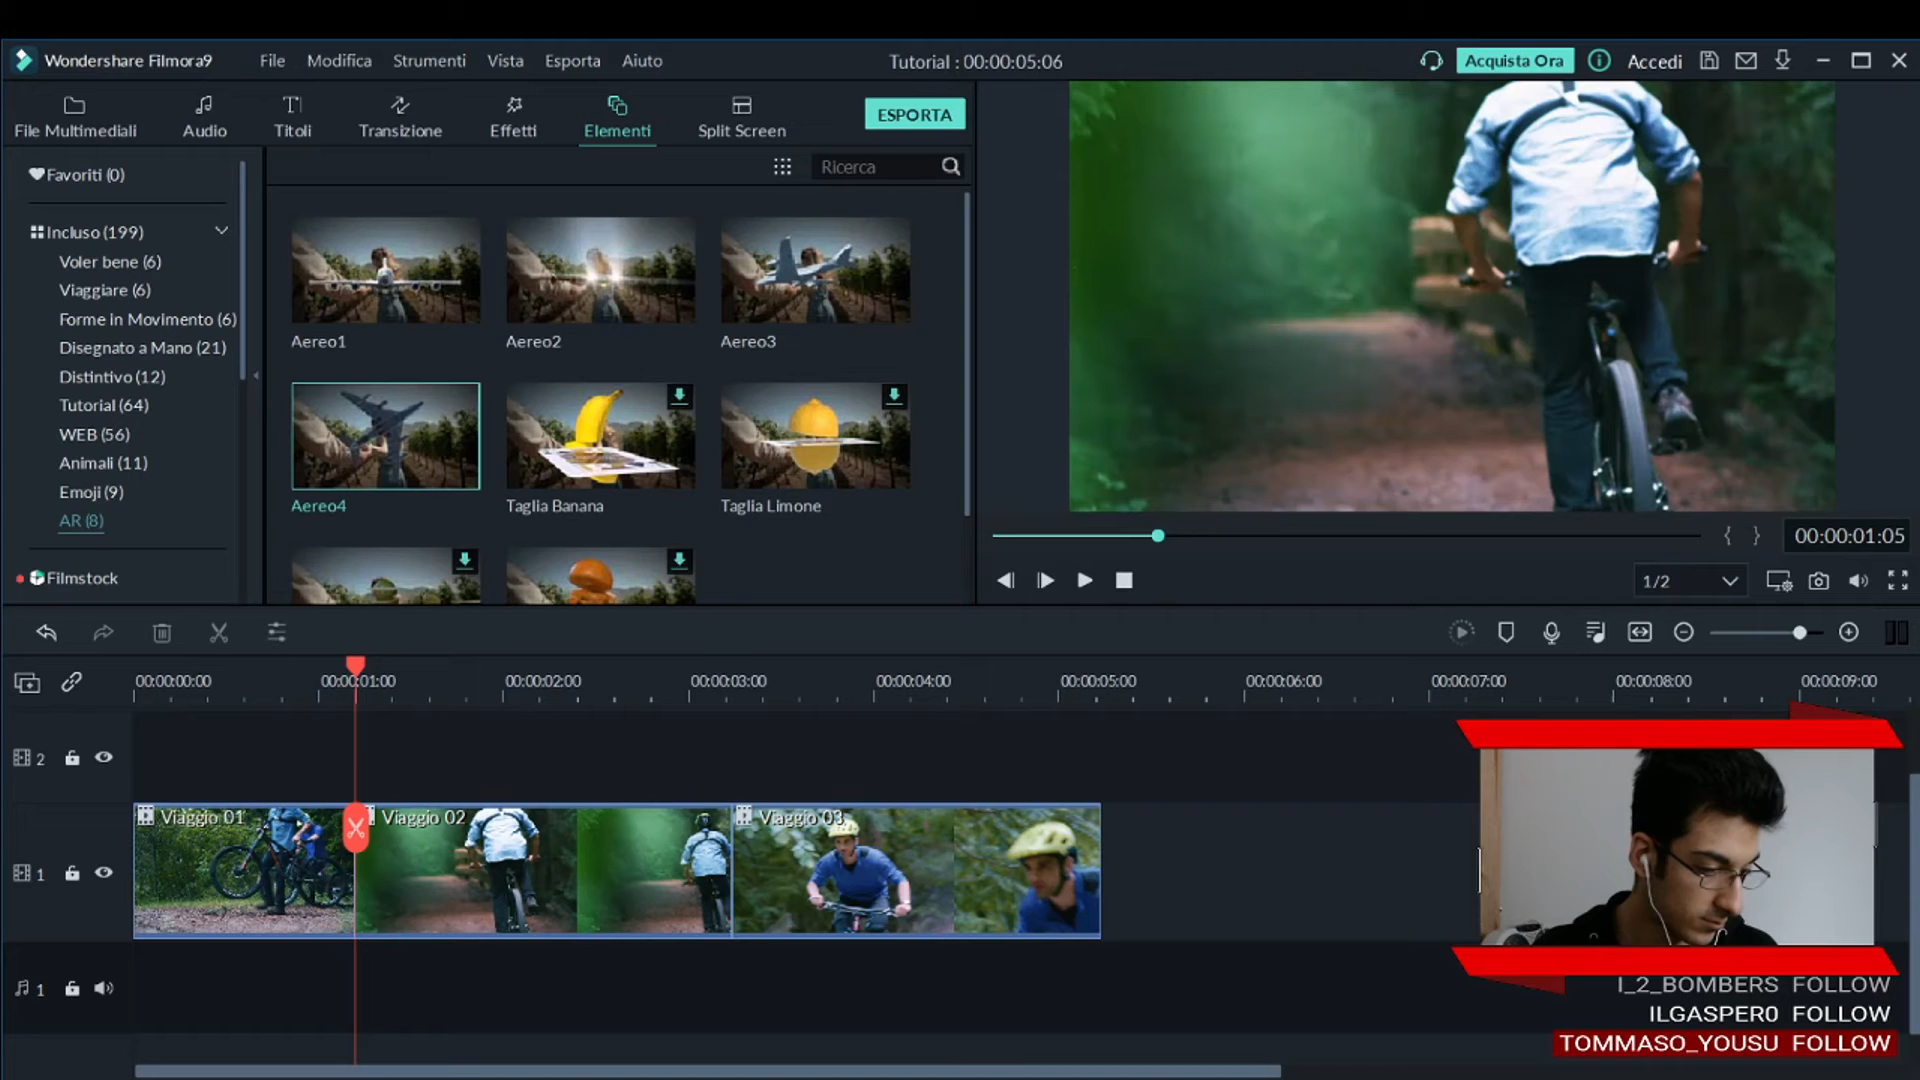 Wondershare Filmora9 File Modifica Strumenti Vista Esporta Aiuto Tutorial : 00:00:05:06 Acquista Ora Accedi
File Multimediali Audio Titoli Transizione Effetti Elementi Split Screen ESPORTA
Favoriti (0)
Ricerca
Incluso (199)
Voler bene (6)
Viaggiare (6)
Forme in Movimento (6)
Disegnato a Mano (21)
Distintivo (12)
Tutorial (64)
WEB (56)
Animali (11)
Emoji (9)
AR (8)
Filmstock
Aereo1 Aereo2 Aereo3
Aereo4 Taglia Banana Taglia Limone
{ } 00:00:01:05
1/2
00:00:00:00 00:00:01:00 00:00:02:00 00:00:03:00 00:00:04:00 00:00:05:00 00:00:06:00 00:00:07:00 00:00:08:00 00:00:09:00
2
Viaggio 01 Viaggio 02 Viaggio 03
1
1
I_2_BOMBERS FOLLOW
ILGASPER0 FOLLOW
TOMMASO_YOUSU FOLLOW